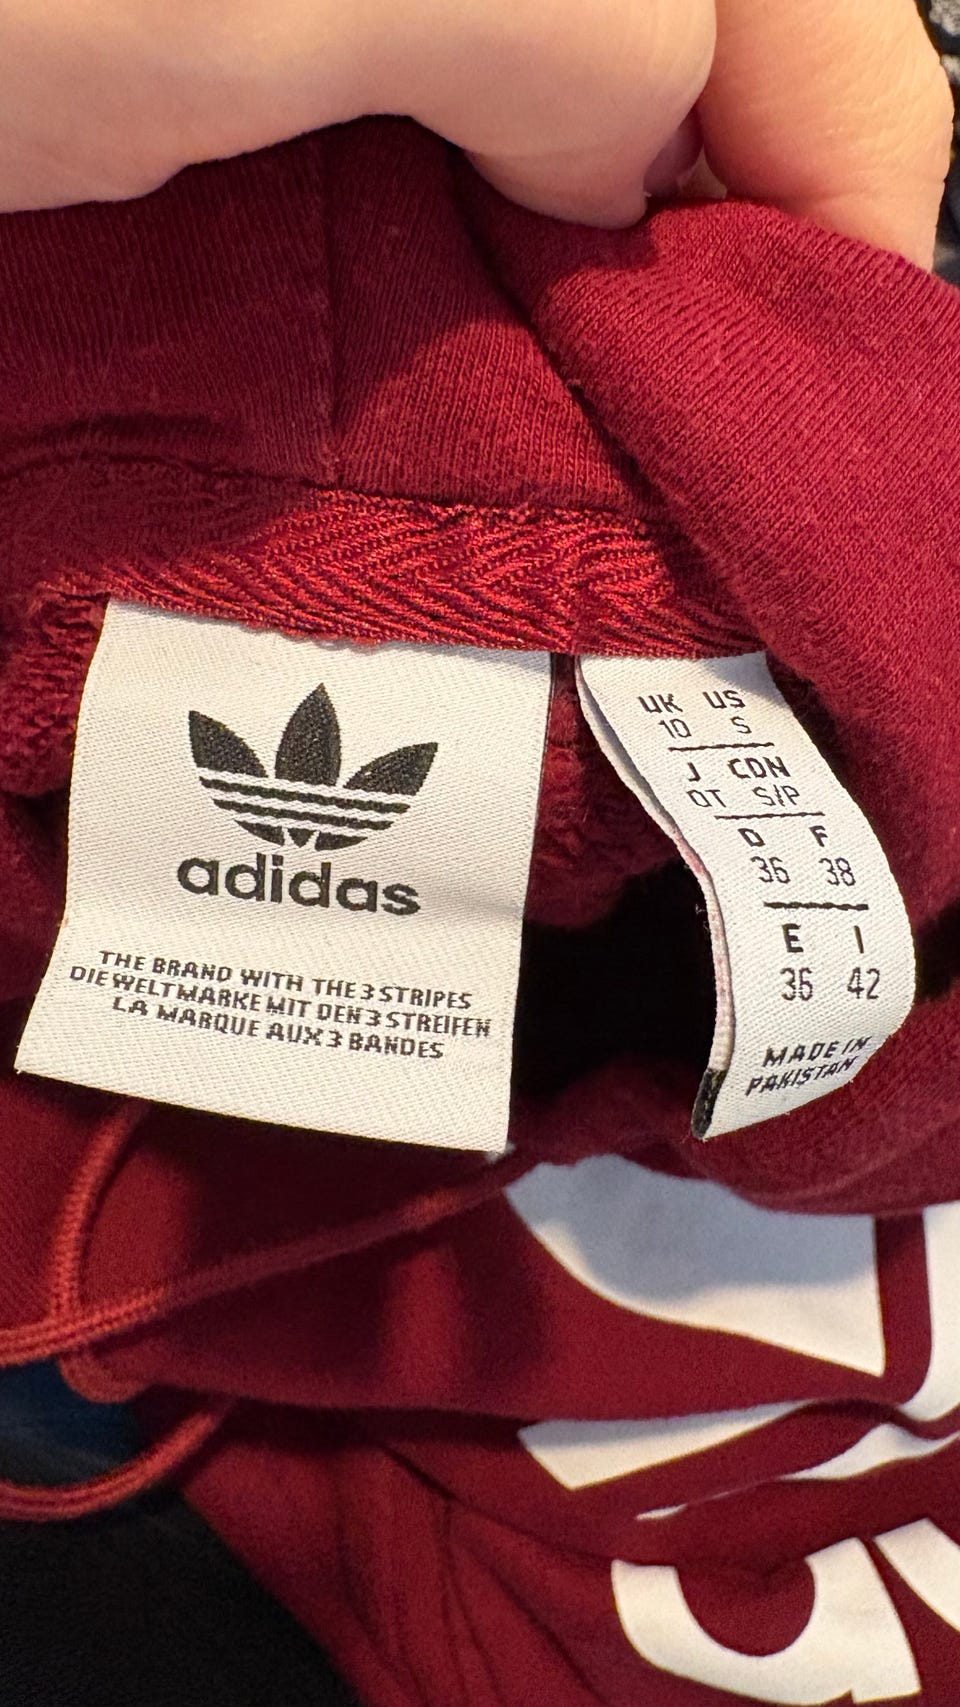 adidas
THE BRAND WITH THE 3 STRIPES
DIE WELTMARKE MIT DEN 3 STREIFEN
LA MARQUE AUX 3 BANDES
UK US
10 S
J CDN
OT S/P
D F
36 38
E I
36 42
MADE IN
PAKISTAN